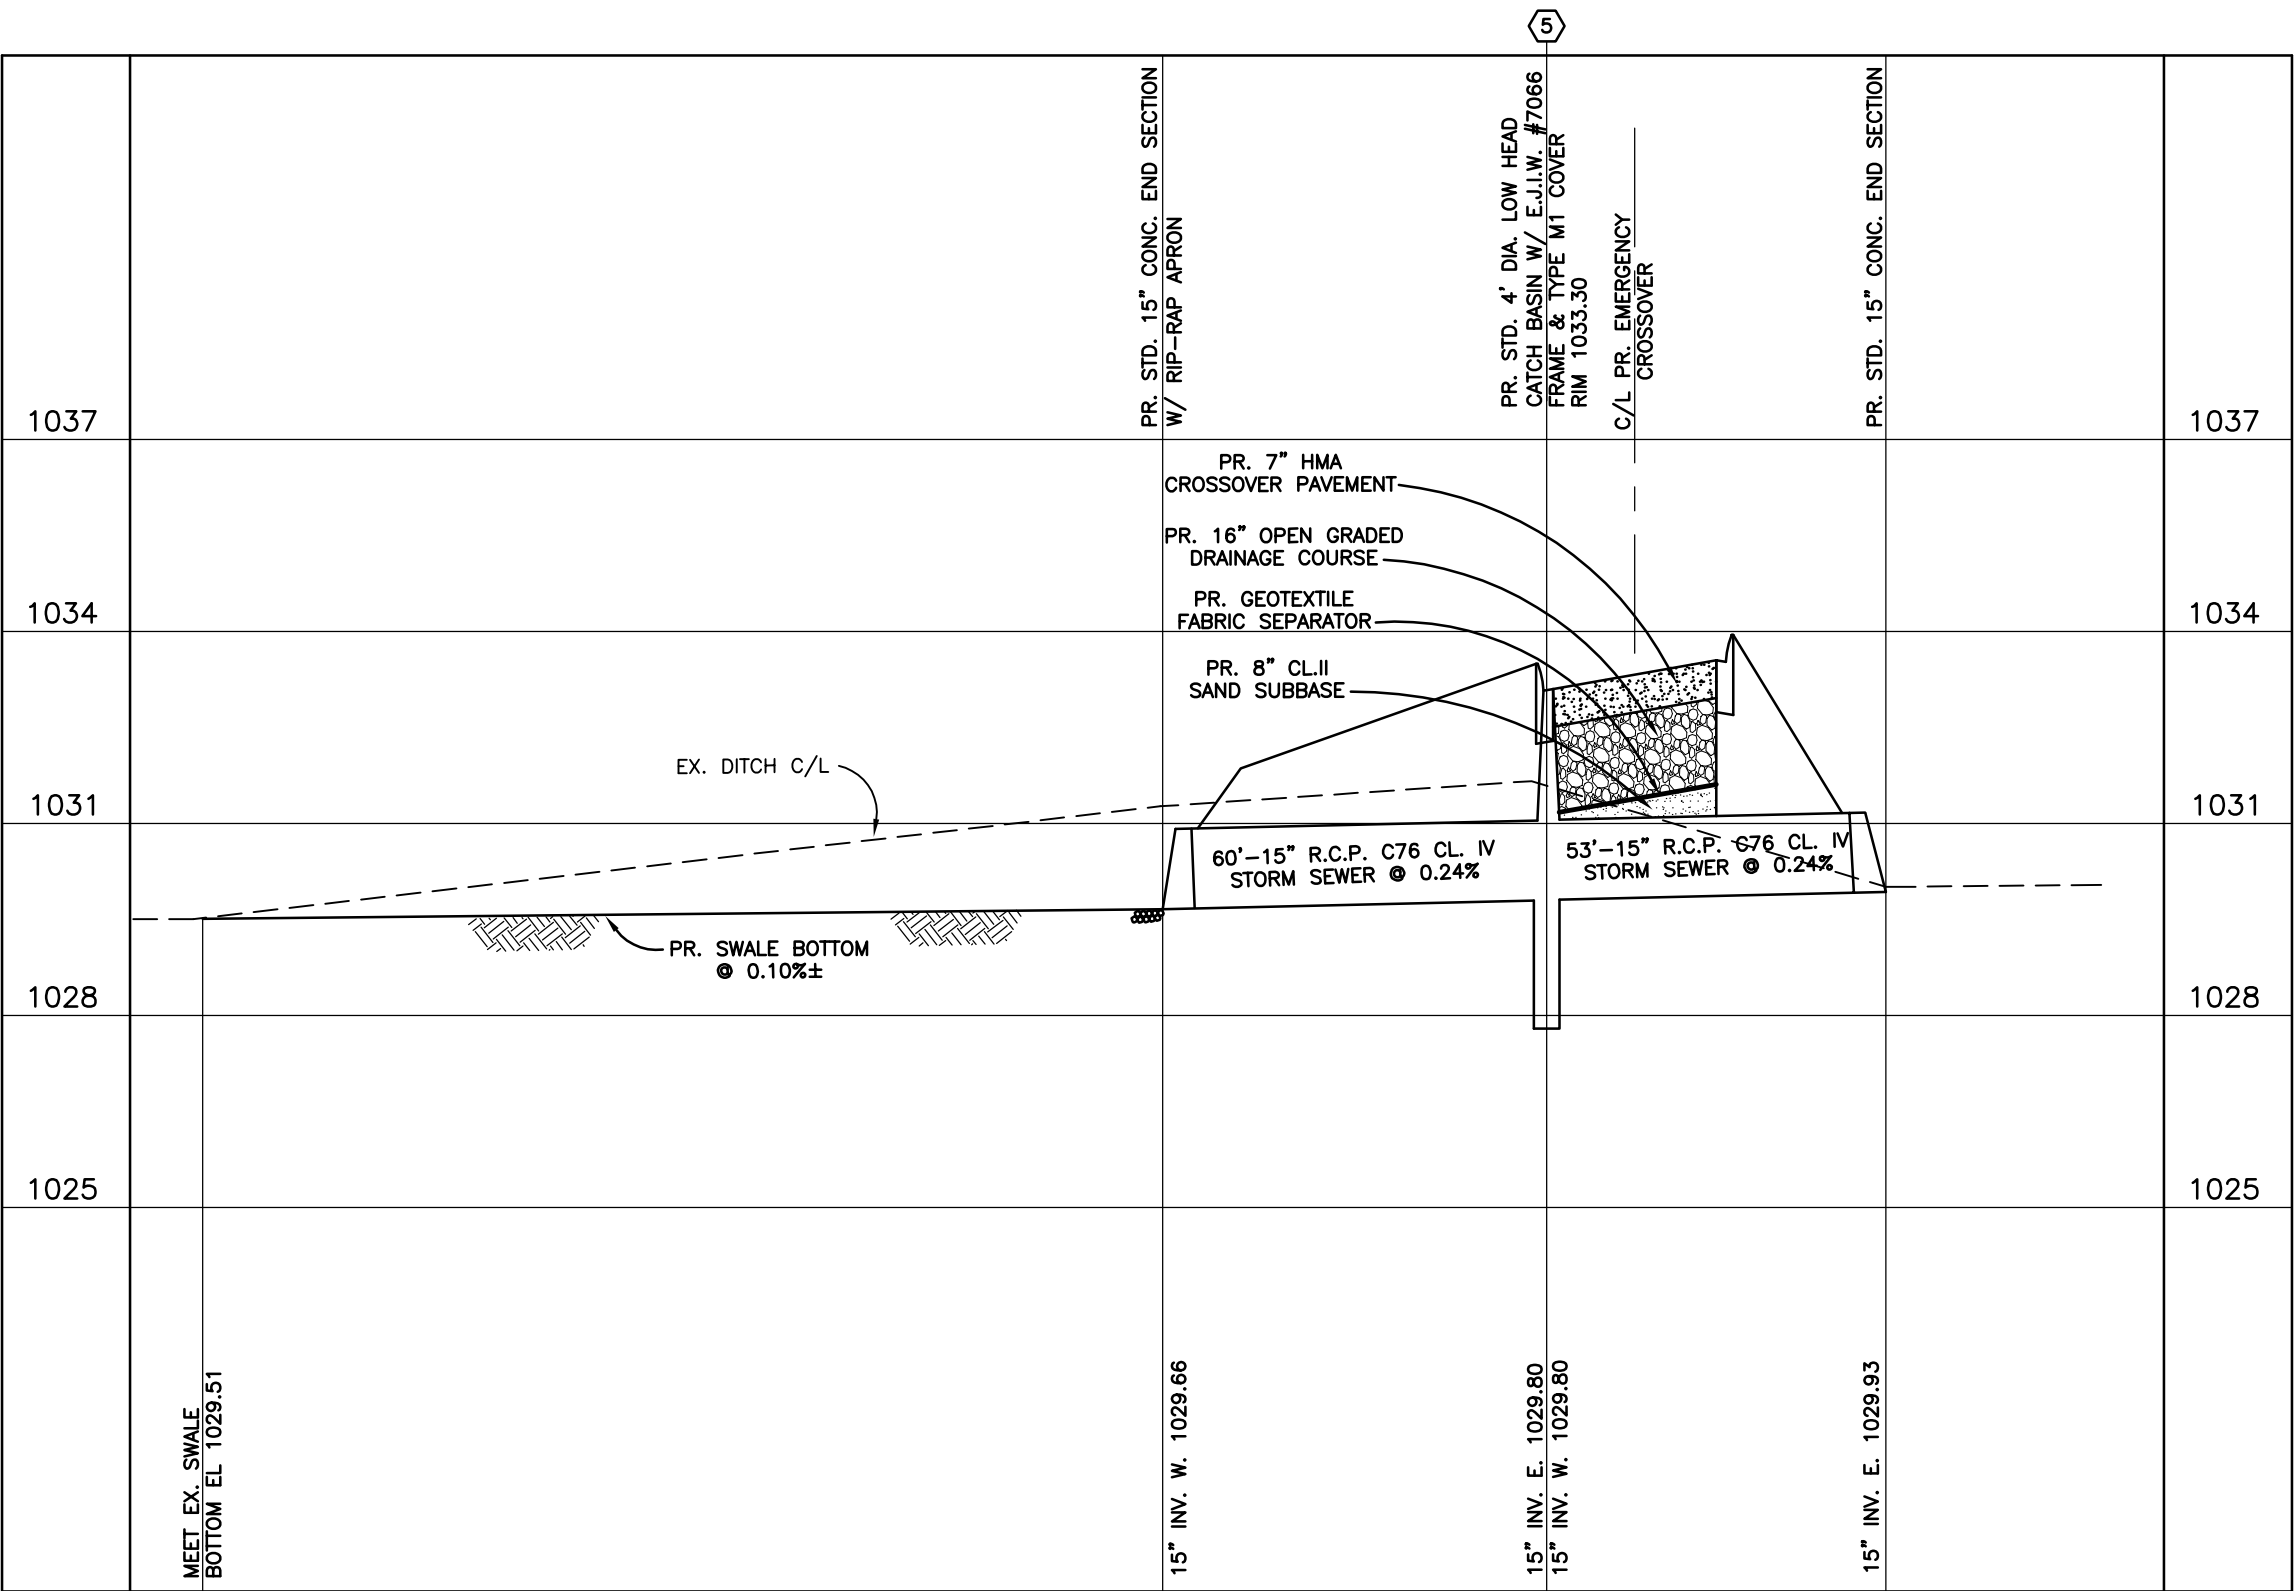 5
PR. STD. 15" CONC. END SECTION
W/ RIP-RAP APRON
PR. STD. 4' DIA. LOW HEAD
CATCH BASIN W/ E.J.I.W. #7066
FRAME & TYPE M1 COVER
RIM 1033.30
C/L PR. EMERGENCY
CROSSOVER
PR. STD. 15" CONC. END SECTION
1037
1037
PR. 7" HMA
CROSSOVER PAVEMENT
PR. 16" OPEN GRADED
DRAINAGE COURSE
PR. GEOTEXTILE
FABRIC SEPARATOR
1034
1034
PR. 8" CL.II
SAND SUBBASE
EX. DITCH C/L
1031
1031
60'-15" R.C.P. C76 CL. IV
STORM SEWER @ 0.24%
53'-15" R.C.P. C76 CL. IV
STORM SEWER @ 0.24%
PR. SWALE BOTTOM
@ 0.10%±
1028
1028
1025
1025
MEET EX. SWALE
BOTTOM EL 1029.51
15" INV. W. 1029.66
15" INV. E. 1029.80
15" INV. W. 1029.80
15" INV. E. 1029.93